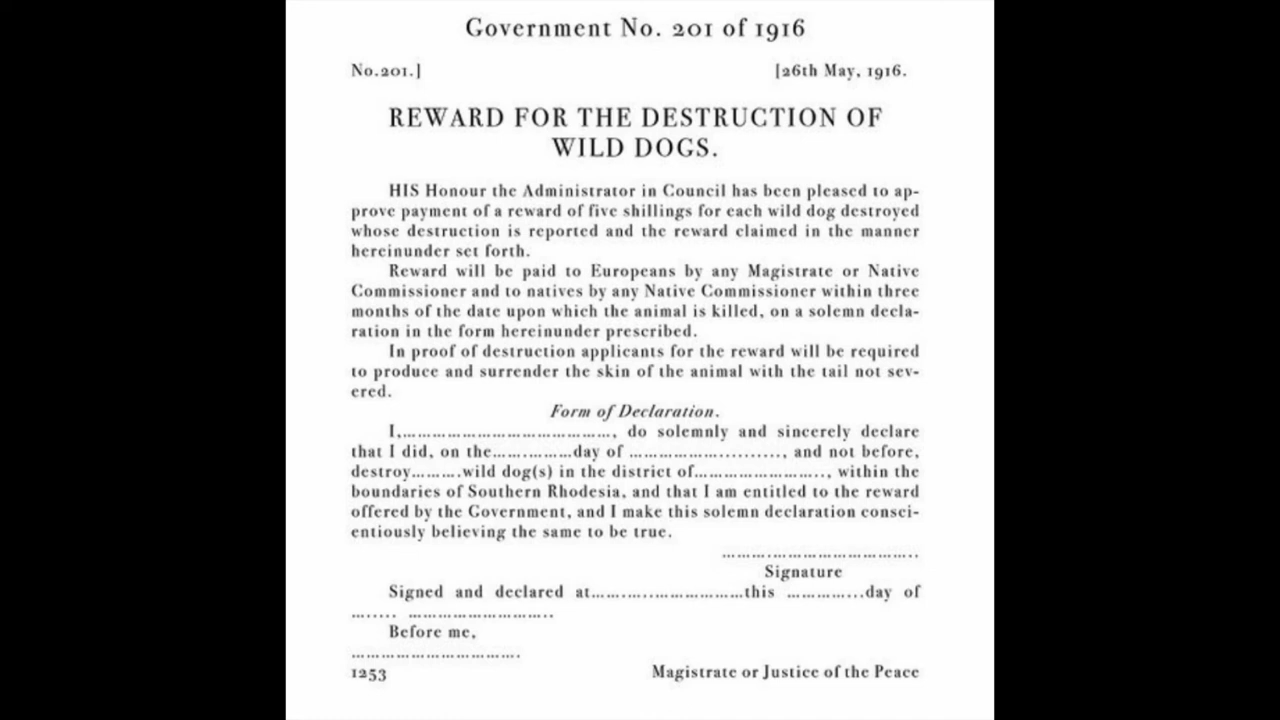 Government No. 201 of 1916
No.201.] [26th May, 1916.
REWARD FOR THE DESTRUCTION OF
WILD DOGS.
HIS Honour the Administrator in Council has been pleased to ap-
prove payment of a reward of five shillings for each wild dog destroyed
whose destruction is reported and the reward claimed in the manner
hereinunder set forth.
Reward will be paid to Europeans by any Magistrate or Native
Commissioner and to natives by any Native Commissioner within three
months of the date upon which the animal is killed, on a solemn decla-
ration in the form hereinunder prescribed.
In proof of destruction applicants for the reward will be required
to produce and surrender the skin of the animal with the tail not sev-
ered.
Form of Declaration.
I,......................................, do solemnly and sincerely declare
that I did, on the..............day of ............................, and not before,
destroy.........wild dog(s) in the district of........................, within the
boundaries of Southern Rhodesia, and that I am entitled to the reward
offered by the Government, and I make this solemn declaration consci-
entiously believing the same to be true.
....................................
Signature
Signed and declared at............................this ..............day of
........ ..........................
Before me,
...............................
1253 Magistrate or Justice of the Peace